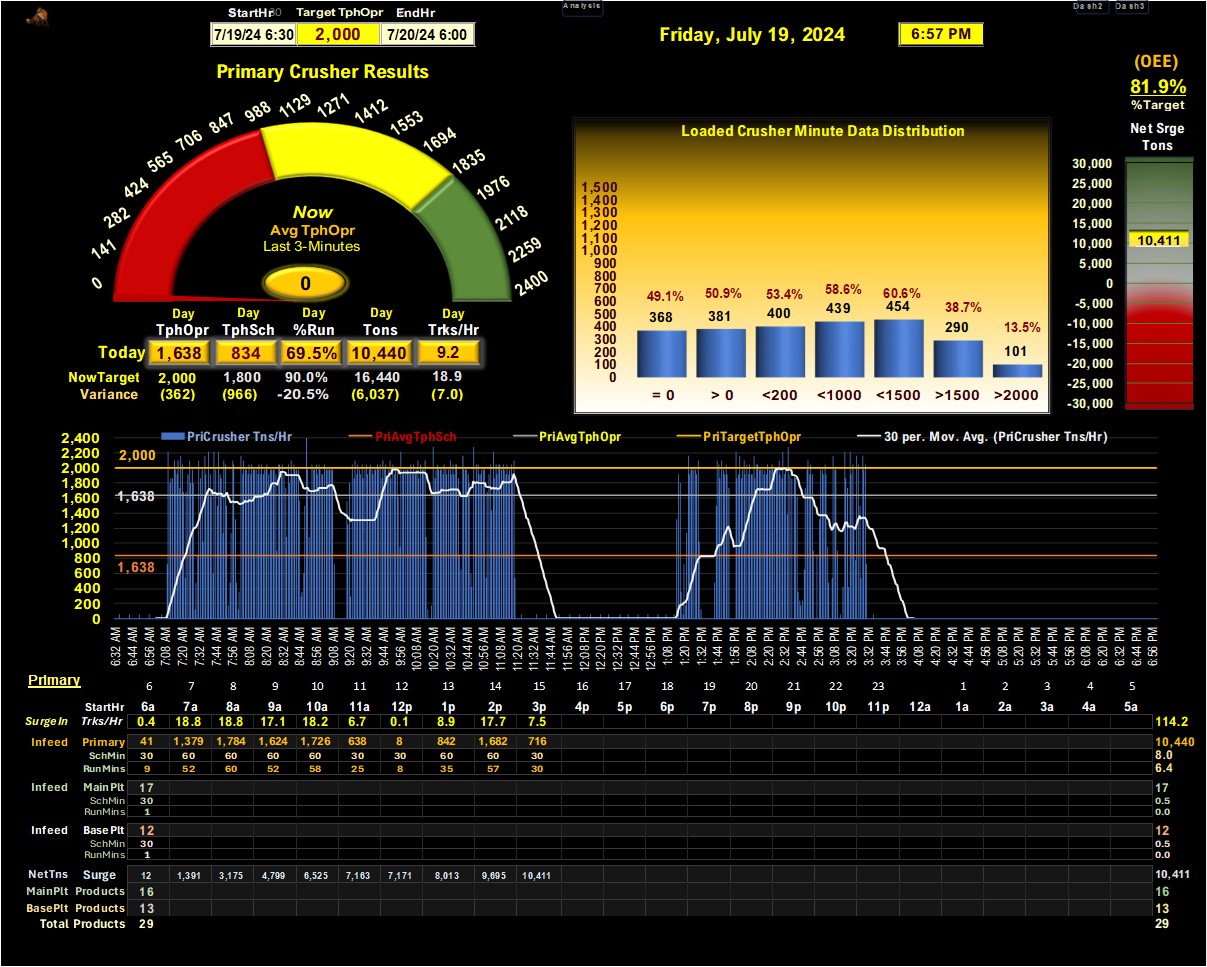 Analysis
Dash2 Dash3
StartHr Target TphOpr EndHr
7/19/24 6:30 2,000 7/20/24 6:00
Friday, July 19, 2024 6:57 PM
(OEE)
81.9%
%Target
Primary Crusher Results
Net Srge
Tons
30,000
25,000
20,000
15,000
10,000
5,000
0
-5,000
-10,000
-15,000
-20,000
-25,000
-30,000
10,411
0 141 282 424 565 706 847 988 1129 1271 1412 1553 1694 1835 1976 2118 2259 2400
Now
Avg TphOpr
Last 3-Minutes
0
Day Day Day Day Day
TphOpr TphSch %Run Tons Trks/Hr
Today 1,638 834 69.5% 10,440 9.2
NowTarget 2,000 1,800 90.0% 16,440 18.9
Variance (362) (966) -20.5% (6,037) (7.0)
Loaded Crusher Minute Data Distribution
1,500
1,400
1,300
1,200
1,100
1,000
900
800
700
600
500
400
300
200
100
0
49.1% 50.9% 53.4% 58.6% 60.6% 38.7% 13.5%
368 381 400 439 454 290 101
= 0 > 0 <200 <1000 <1500 >1500 >2000
PriCrusher Tns/Hr PriAvgTphSch PriAvgTphOpr PriTargetTphOpr 30 per. Mov. Avg. (PriCrusher Tns/Hr)
2,400
2,200
2,000
1,800
1,600
1,400
1,200
1,000
800
600
400
200
0
2,000
1,638
1,638
6:32 AM 6:44 AM 6:56 AM 7:08 AM 7:20 AM 7:32 AM 7:44 AM 7:56 AM 8:08 AM 8:20 AM 8:32 AM 8:44 AM 8:56 AM 9:08 AM 9:20 AM 9:32 AM 9:44 AM 9:56 AM 10:08 AM 10:20 AM 10:32 AM 10:44 AM 10:56 AM 11:08 AM 11:20 AM 11:32 AM 11:44 AM 11:56 AM 12:08 PM 12:20 PM 12:32 PM 12:44 PM 12:56 PM 1:08 PM 1:20 PM 1:32 PM 1:44 PM 1:56 PM 2:08 PM 2:20 PM 2:32 PM 2:44 PM 2:56 PM 3:08 PM 3:20 PM 3:32 PM 3:44 PM 3:56 PM 4:08 PM 4:20 PM 4:32 PM 4:44 PM 4:56 PM 5:08 PM 5:20 PM 5:32 PM 5:44 PM 5:56 PM 6:08 PM 6:20 PM 6:32 PM 6:44 PM 6:56 PM
Primary
6 7 8 9 10 11 12 13 14 15 16 17 18 19 20 21 22 23 1 2 3 4 5
StartHr 6a 7a 8a 9a 10a 11a 12p 1p 2p 3p 4p 5p 6p 7p 8p 9p 10p 11p 12a 1a 2a 3a 4a 5a
SurgeIn Trks/Hr 0.4 18.8 18.8 17.1 18.2 6.7 0.1 8.9 17.7 7.5 114.2
Infeed Primary 41 1,379 1,784 1,624 1,726 638 8 842 1,682 716 10,440
SchMin 30 60 60 60 60 30 30 60 60 30 8.0
RunMins 9 52 60 52 58 25 8 35 57 30 6.4
Infeed MainPlt 17 17
SchMin 30 0.5
RunMins 1 0.0
Infeed BasePlt 12 12
SchMin 30 0.5
RunMins 1 0.0
NetTns Surge 12 1,391 3,175 4,799 6,525 7,163 7,171 8,013 9,695 10,411 10,411
MainPlt Products 16 16
BasePlt Products 13 13
Total Products 29 29